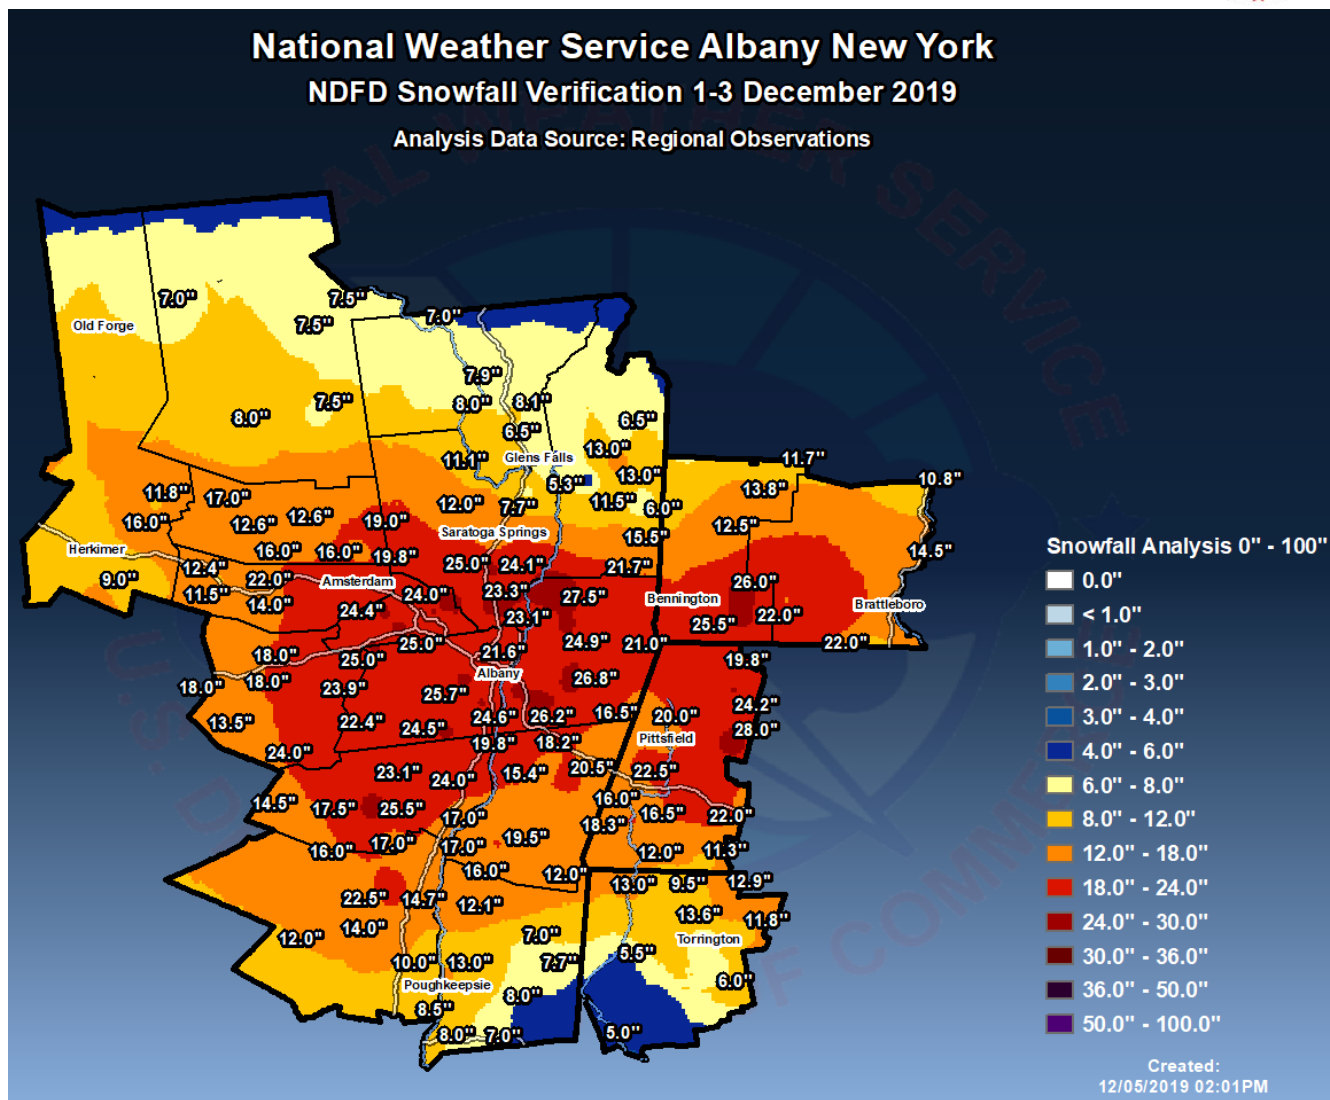 National Weather Service Albany New York
NDFD Snowfall Verification 1-3 December 2019
Analysis Data Source: Regional Observations
7.0" 7.5"
Old Forge 7.5" 7.0"
7.9"
8.0" 7.5" 8.0" 8.1"
6.5" 6.5"
11.1" Glens Falls 13.0" 11.7"
5.3" 13.0" 10.8"
11.8" 17.0" 12.0" 7.7" 11.5" 6.0" 13.8"
16.0" 12.6" 12.6" 19.0" Saratoga Springs 15.5" 12.5"
Herkimer 16.0" 16.0" 19.8" 25.0" 24.1" 21.7" 14.5"
9.0" 12.4" 22.0" Amsterdam 26.0"
11.5" 14.0" 24.4" 24.0" 23.3" 27.5" Bennington Brattleboro
23.1" 25.5" 22.0"
18.0" 25.0" 25.0" 21.6" 24.9" 21.0" 22.0"
18.0" 18.0" 23.9" 25.7" Albany 26.8" 19.8"
13.5" 22.4" 24.5" 24.6" 26.2" 16.5" 20.0" 24.2"
24.0" 19.8" 18.2" Pittsfield 28.0"
23.1" 24.0" 15.4" 20.5" 22.5"
14.5" 17.5" 25.5" 17.0" 16.0" 16.5" 22.0"
16.0" 17.0" 17.0" 19.5" 18.3" 12.0" 11.3"
16.0" 12.0" 13.0" 9.5" 12.9"
22.5" 14.7" 12.1" 13.6" 11.8"
12.0" 14.0" 7.0" Torrington
10.0" 13.0" 7.7" 5.5"
Poughkeepsie 8.0" 6.0"
8.5"
8.0" 7.0" 5.0"
Snowfall Analysis 0" - 100"
0.0"
< 1.0"
1.0" - 2.0"
2.0" - 3.0"
3.0" - 4.0"
4.0" - 6.0"
6.0" - 8.0"
8.0" - 12.0"
12.0" - 18.0"
18.0" - 24.0"
24.0" - 30.0"
30.0" - 36.0"
36.0" - 50.0"
50.0" - 100.0"
Created:
12/05/2019 02:01PM